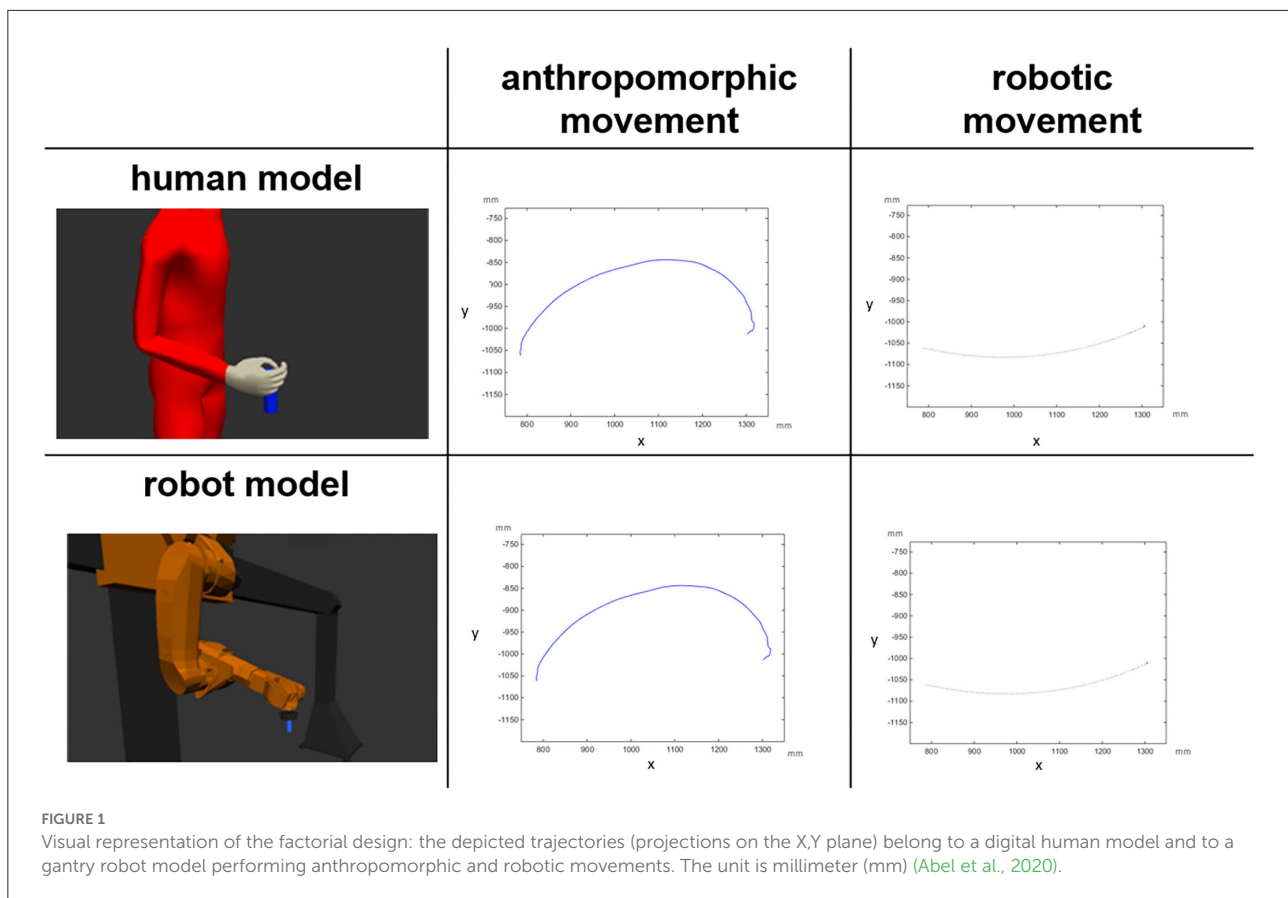 anthropomorphic
movement
robotic
movement
human model
mm
-750
-800
-850
900
-950
-1000
-1050
-1100
-1150
y
800
900
1000
1100
1200
1300
mm
x
mm
-750
-800
-850
-900
-950
-1000
-1050
-1100
-1150
y
800
900
1000
1100
1200
1300
mm
x
robot model
mm
-750
-800
-850
-900
-950
-1000
-1050
-1100
-1150
y
800
900
1000
1100
1200
1300
mm
x
mm
-750
-800
-850
-900
-950
-1000
-1050
-1100
-1150
y
800
900
1000
1100
1200
1300
mm
x
FIGURE 1
Visual representation of the factorial design: the depicted trajectories (projections on the X,Y plane) belong to a digital human model and to a
gantry robot model performing anthropomorphic and robotic movements. The unit is millimeter (mm) (Abel et al., 2020).